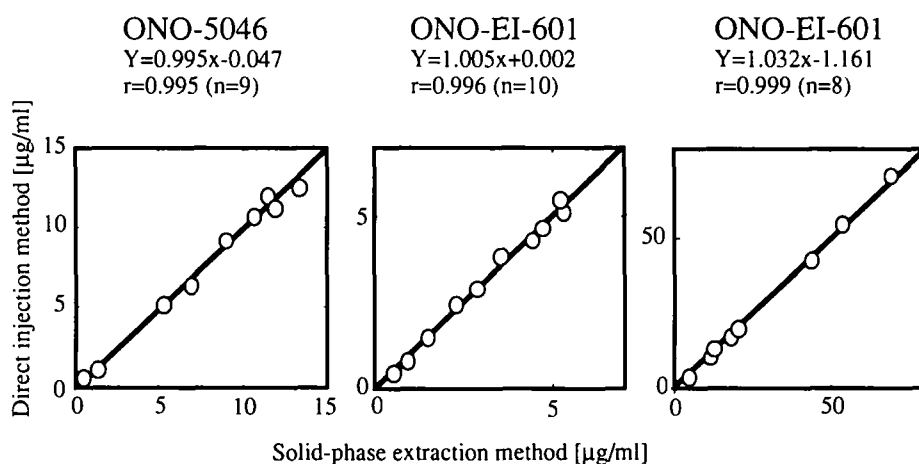 ONO-5046
Y=0.995x-0.047
r=0.995 (n=9)
ONO-EI-601
Y=1.005x+0.002
r=0.996 (n=10)
ONO-EI-601
Y=1.032x-1.161
r=0.999 (n=8)
Direct injection method [µg/ml]
15
10
5
0
0 5 10 15
5
0
0 5
50
0
0 50
Solid-phase extraction method [µg/ml]